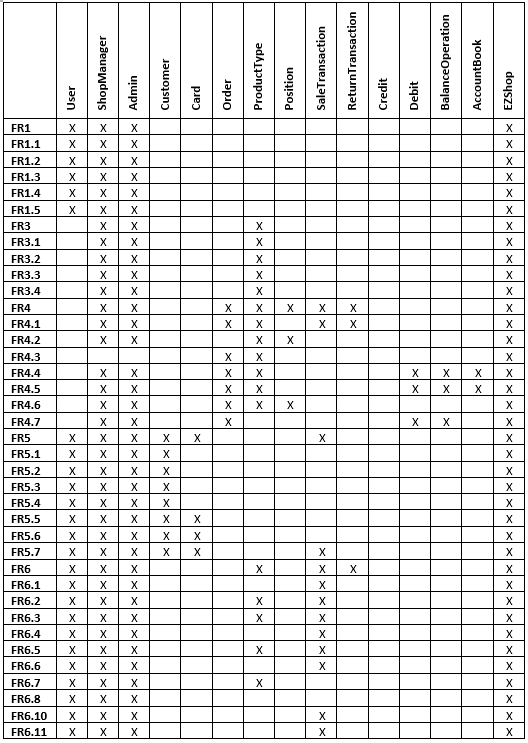 User ShopManager Admin Customer Card Order ProductType Position SaleTransaction ReturnTransaction Credit Debit BalanceOperation AccountBook EZShop
FR1 X X X X
FR1.1 X X X X
FR1.2 X X X X
FR1.3 X X X X
FR1.4 X X X X
FR1.5 X X X X
FR3 X X X X
FR3.1 X X X X
FR3.2 X X X X
FR3.3 X X X X
FR3.4 X X X X
FR4 X X X X X X X X
FR4.1 X X X X X X X
FR4.2 X X X X X
FR4.3 X X X
FR4.4 X X X X X X X X
FR4.5 X X X X X X X X
FR4.6 X X X X X X
FR4.7 X X X X X X
FR5 X X X X X X X
FR5.1 X X X X X
FR5.2 X X X X X
FR5.3 X X X X X
FR5.4 X X X X X
FR5.5 X X X X X X
FR5.6 X X X X X X
FR5.7 X X X X X X X
FR6 X X X X X X X
FR6.1 X X X X X
FR6.2 X X X X X X
FR6.3 X X X X X X
FR6.4 X X X X X
FR6.5 X X X X X X
FR6.6 X X X X X
FR6.7 X X X X X
FR6.8 X X X X
FR6.10 X X X X X
FR6.11 X X X X X